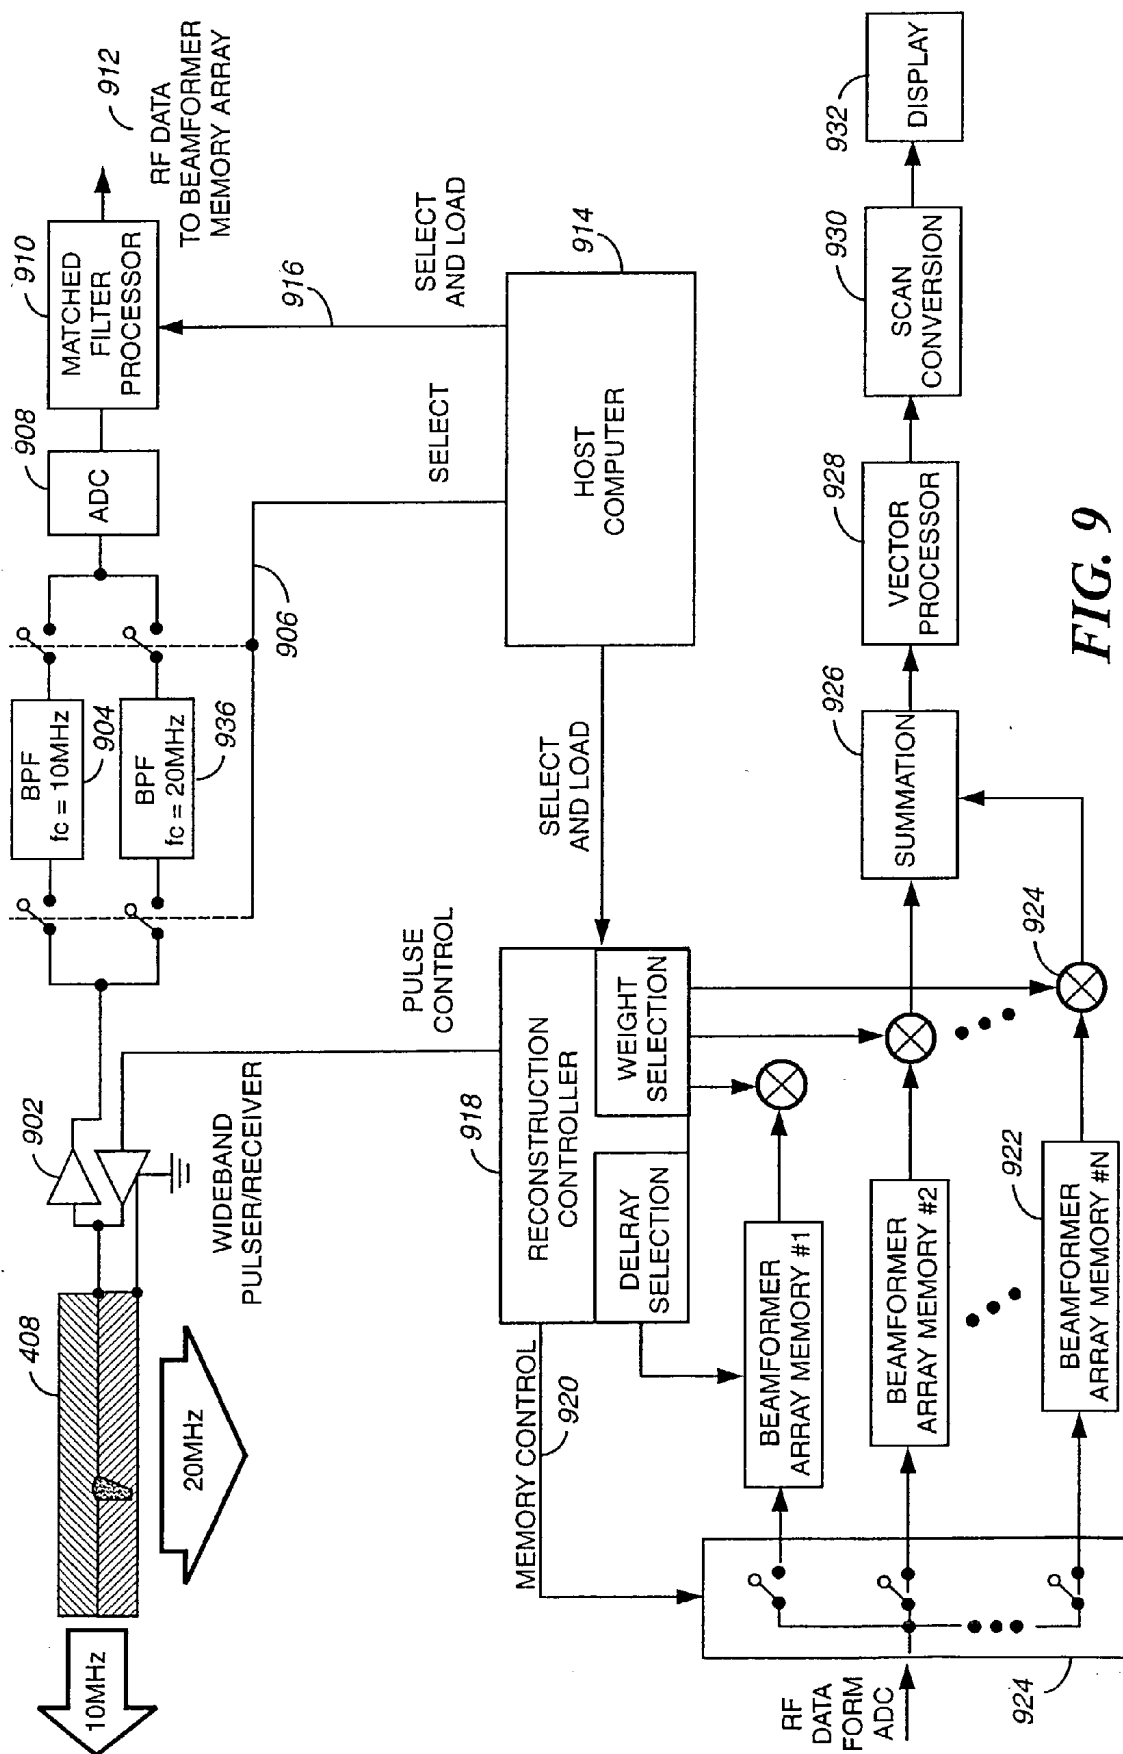 10MHz
20MHz
408
902
WIDEBAND
PULSER/RECEIVER
PULSE
CONTROL
BPF
fc = 10MHz
904
BPF
fc = 20MHz
936
906
SELECT
ADC
908
MATCHED
FILTER
PROCESSOR
910
912
RF DATA
TO BEAMFORMER
MEMORY ARRAY
916
SELECT
AND LOAD
HOST
COMPUTER
914
SELECT
AND LOAD
RECONSTRUCTION
CONTROLLER
918
DELRAY
SELECTION
WEIGHT
SELECTION
MEMORY CONTROL
920
RF
DATA
FORM
ADC
924
BEAMFORMER
ARRAY MEMORY #1
BEAMFORMER
ARRAY MEMORY #2
BEAMFORMER
ARRAY MEMORY #N
922
924
SUMMATION
926
VECTOR
PROCESSOR
928
SCAN
CONVERSION
930
DISPLAY
932
FIG. 9